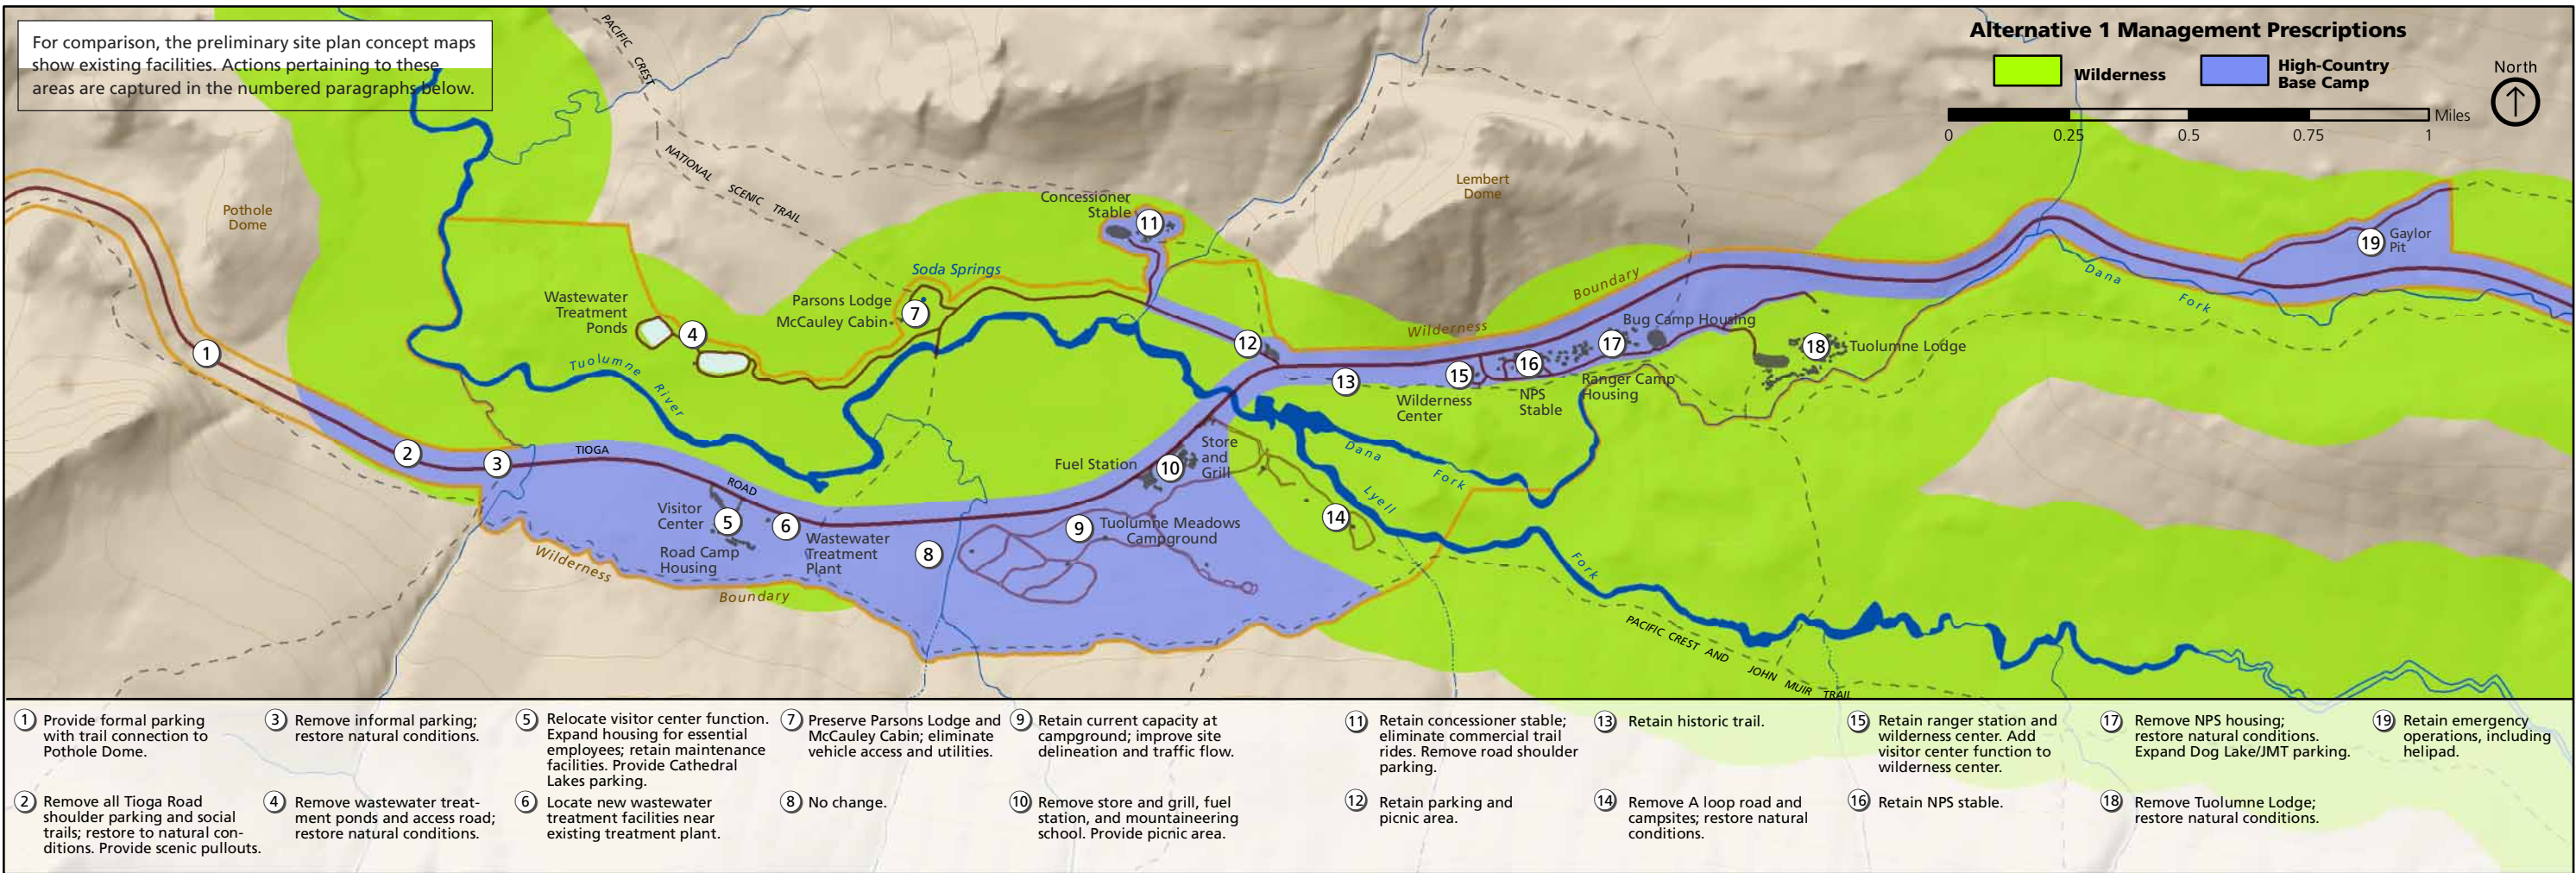 For comparison, the preliminary site plan concept maps
show existing facilities. Actions pertaining to these
areas are captured in the numbered paragraphs below.
Alternative 1 Management Prescriptions
Wilderness
High-Country
Base Camp
North
Miles
0
0.25
0.5
0.75
1
PACIFIC CREST
NATIONAL SCENIC TRAIL
Pothole
Dome
Lembert
Dome
Concessioner
Stable
11
Soda Springs
Parsons Lodge
McCauley Cabin
7
Wastewater
Treatment
Ponds
4
Tuolumne River
1
2
3
TIOGA
ROAD
Visitor
Center
5
6
Road Camp
Housing
Wastewater
Treatment
Plant
8
Wilderness
Boundary
9
Tuolumne Meadows
Campground
Fuel Station
10
Store
and
Grill
12
13
14
Wilderness
Boundary
15
Wilderness
Center
16
NPS
Stable
17
Bug Camp Housing
Ranger Camp
Housing
18
Tuolumne Lodge
19
Gaylor
Pit
Dana
Fork
Dana
Fork
Lyell
Fork
PACIFIC CREST AND JOHN MUIR TRAIL
1 Provide formal parking
with trail connection to
Pothole Dome.
2 Remove all Tioga Road
shoulder parking and social
trails; restore to natural con-
ditions. Provide scenic pullouts.
3 Remove informal parking;
restore natural conditions.
4 Remove wastewater treat-
ment ponds and access road;
restore natural conditions.
5 Relocate visitor center function.
Expand housing for essential
employees; retain maintenance
facilities. Provide Cathedral
Lakes parking.
6 Locate new wastewater
treatment facilities near
existing treatment plant.
7 Preserve Parsons Lodge and
McCauley Cabin; eliminate
vehicle access and utilities.
8 No change.
9 Retain current capacity at
campground; improve site
delineation and traffic flow.
10 Remove store and grill, fuel
station, and mountaineering
school. Provide picnic area.
11 Retain concessioner stable;
eliminate commercial trail
rides. Remove road shoulder
parking.
12 Retain parking and
picnic area.
13 Retain historic trail.
14 Remove A loop road and
campsites; restore natural
conditions.
15 Retain ranger station and
wilderness center. Add
visitor center function to
wilderness center.
16 Retain NPS stable.
17 Remove NPS housing;
restore natural conditions.
Expand Dog Lake/JMT parking.
18 Remove Tuolumne Lodge;
restore natural conditions.
19 Retain emergency
operations, including
helipad.